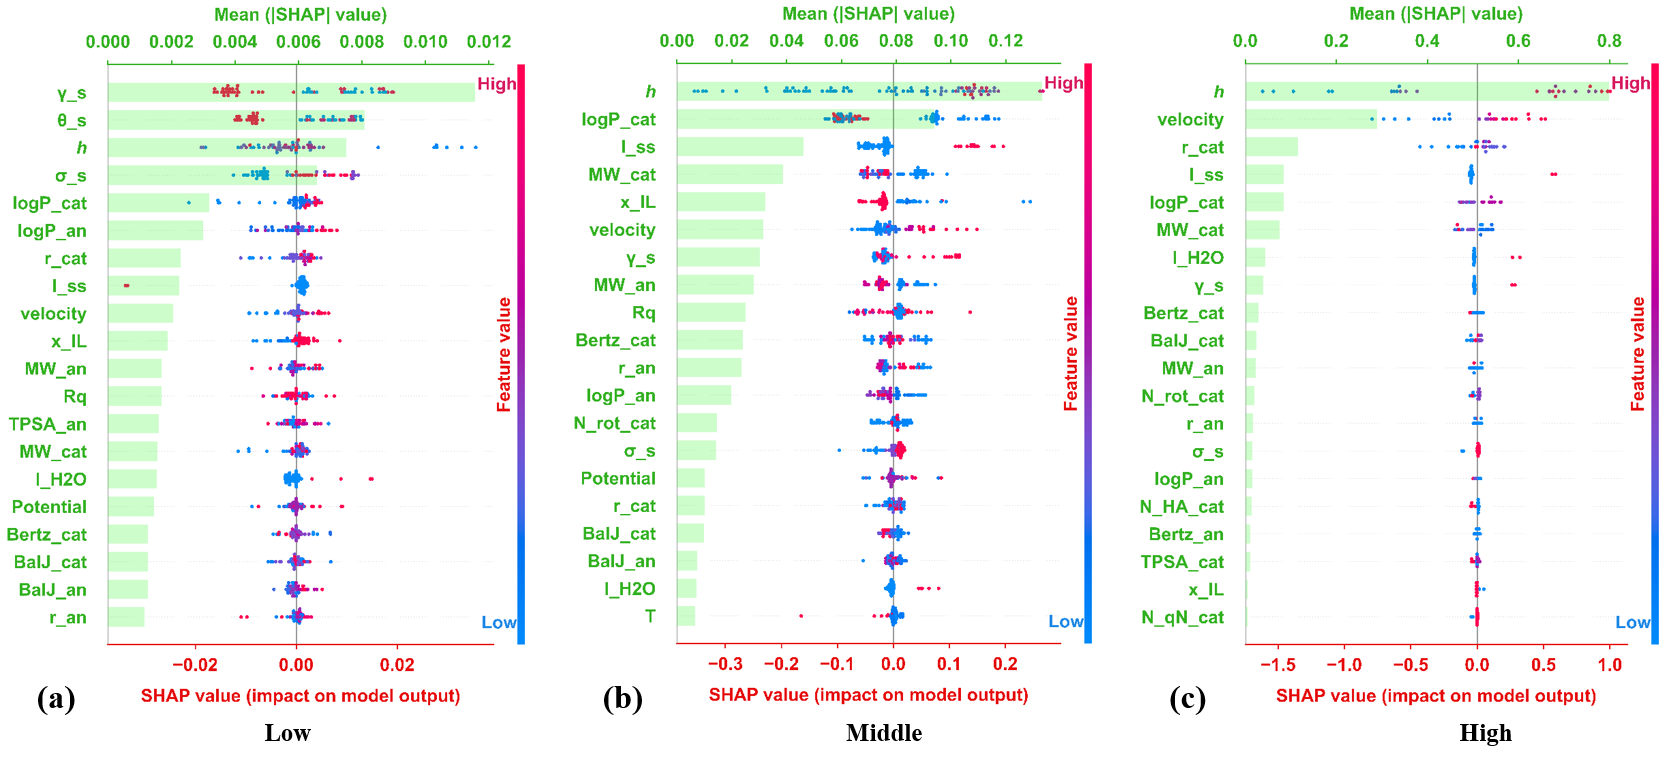 Mean (|SHAP| value)
0.000 0.002 0.004 0.006 0.008 0.010 0.012
High
γ_s
θ_s
h
σ_s
logP_cat
logP_an
r_cat
I_ss
velocity
x_IL
MW_an
Rq
TPSA_an
MW_cat
I_H2O
Potential
Bertz_cat
BalJ_cat
BalJ_an
r_an
Low
Feature value
−0.02 0.00 0.02
SHAP value (impact on model output)
(a)
Low
Mean (|SHAP| value)
0.00 0.02 0.04 0.06 0.08 0.10 0.12
High
h
logP_cat
I_ss
MW_cat
x_IL
velocity
γ_s
MW_an
Rq
Bertz_cat
r_an
logP_an
N_rot_cat
σ_s
Potential
r_cat
BalJ_cat
BalJ_an
I_H2O
T
Low
Feature value
−0.3 −0.2 −0.1 0.0 0.1 0.2
SHAP value (impact on model output)
(b)
Middle
Mean (|SHAP| value)
0.0 0.2 0.4 0.6 0.8
High
h
velocity
r_cat
I_ss
logP_cat
MW_cat
I_H2O
γ_s
Bertz_cat
BalJ_cat
MW_an
N_rot_cat
r_an
σ_s
logP_an
N_HA_cat
Bertz_an
TPSA_cat
x_IL
N_qN_cat
Low
Feature value
−1.5 −1.0 −0.5 0.0 0.5 1.0
SHAP value (impact on model output)
(c)
High